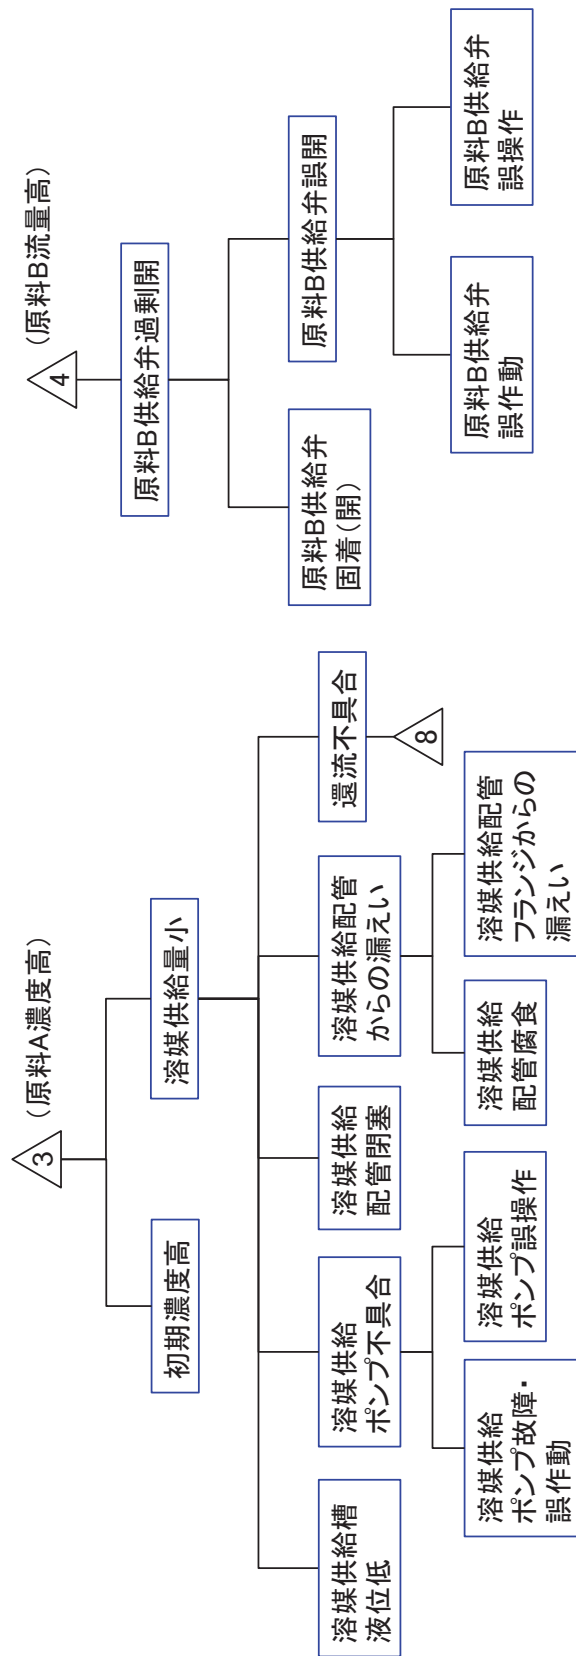 3
(原料A濃度高)
初期濃度高
溶媒供給量小
溶媒供給槽
液位低
溶媒供給
ポンプ不具合
溶媒供給
配管閉塞
溶媒供給配管
からの漏えい
還流不具合
8
溶媒供給
ポンプ故障・
誤作動
溶媒供給
ポンプ誤操作
溶媒供給
配管腐食
溶媒供給配管
フランジからの
漏えい
4
(原料B流量高)
原料B供給弁過剰開
原料B供給弁
固着(開)
原料B供給弁誤開
原料B供給弁
誤作動
原料B供給弁
誤操作